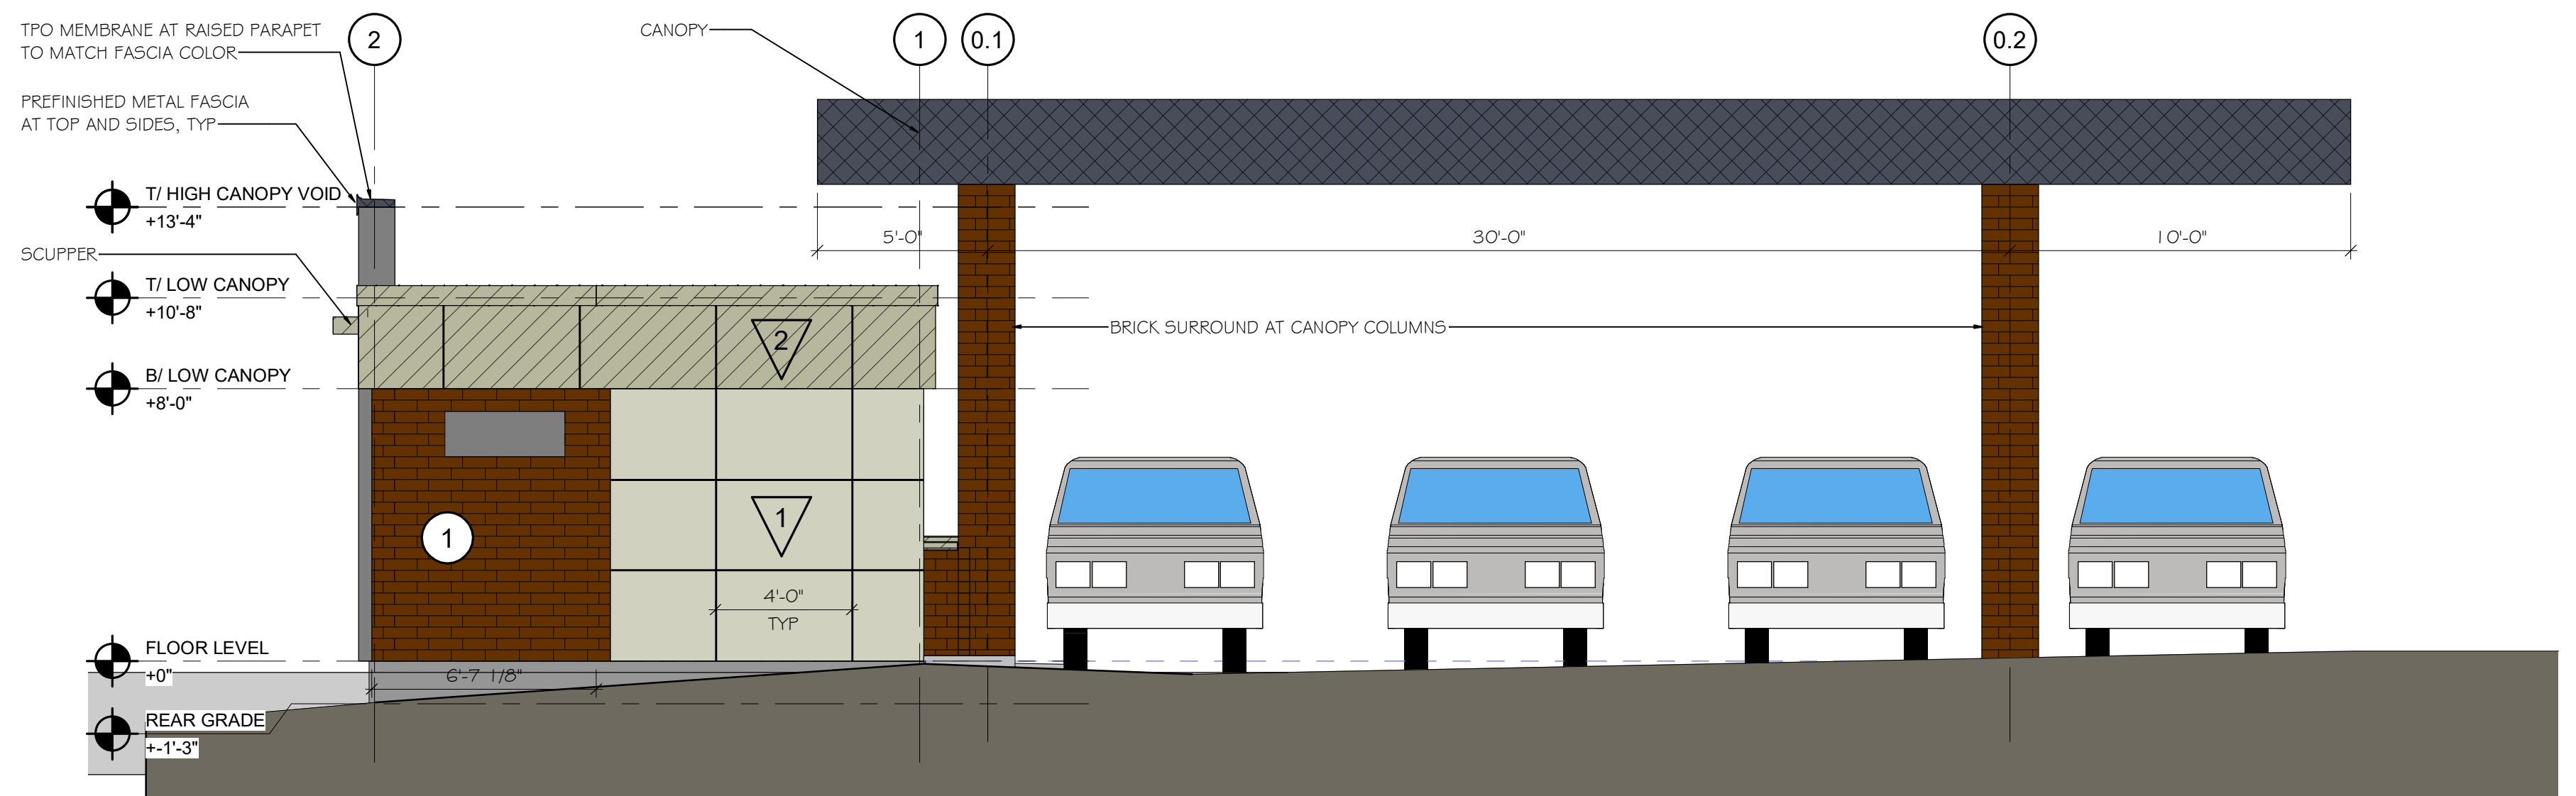 TPO MEMBRANE AT RAISED PARAPET
TO MATCH FASCIA COLOR
2
CANOPY
1
0.1
0.2
PREFINISHED METAL FASCIA
AT TOP AND SIDES, TYP
T/ HIGH CANOPY VOID
+13'-4"
5'-0"
30'-0"
10'-0"
SCUPPER
T/ LOW CANOPY
+10'-8"
BRICK SURROUND AT CANOPY COLUMNS
2
B/ LOW CANOPY
+8'-0"
1
1
4'-0"
TYP
FLOOR LEVEL
+0"
6'-7 1/8"
REAR GRADE
+-1'-3"